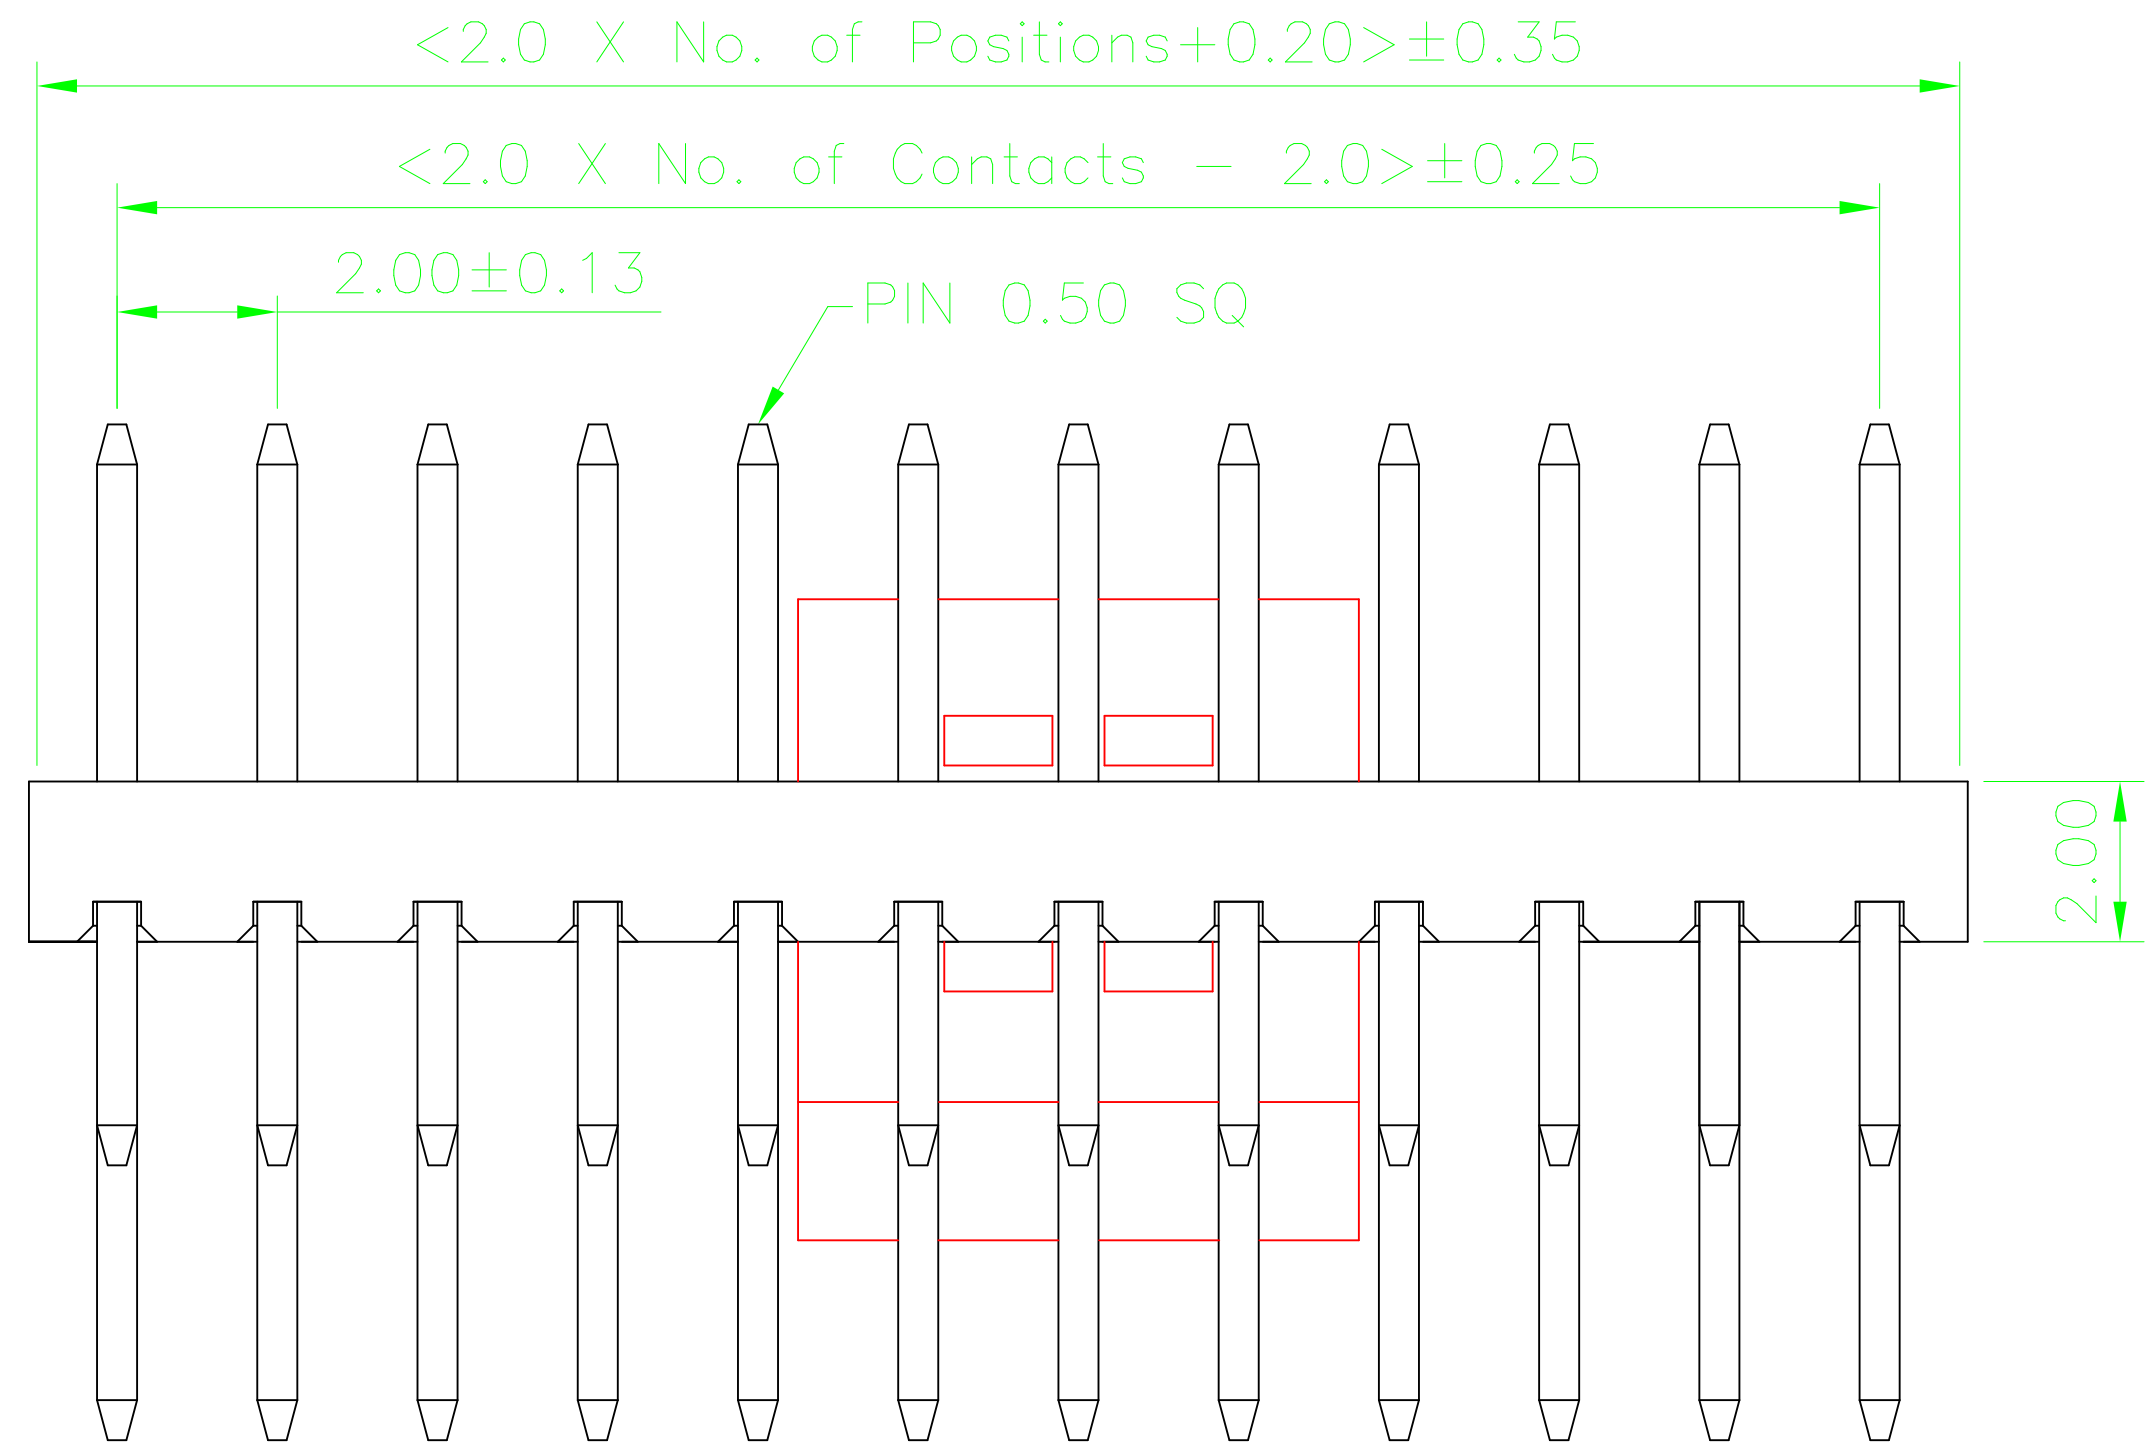 <2.0 X No. of Positions+0.20>±0.35
<2.0 X No. of Contacts - 2.0>±0.25
2.00±0.13
PIN 0.50 SQ
2.00